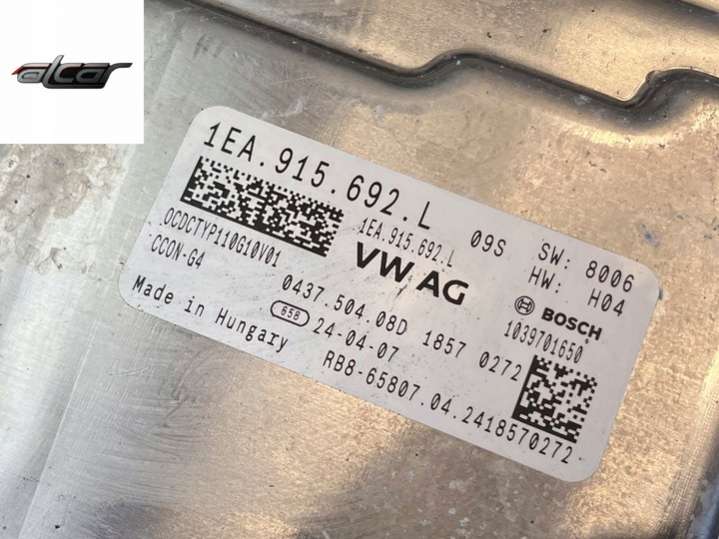 alcar
1EA.915.692.L
1EA.915.692.L
09S
SW: 8006
HW: H04
OCDCTYP110G10V01
CCON-G4
VW AG
BOSCH
1039701650
0437.504.08D 1857 0272
658
24-04-07
Made in Hungary
RB8-65807.04.2418570272